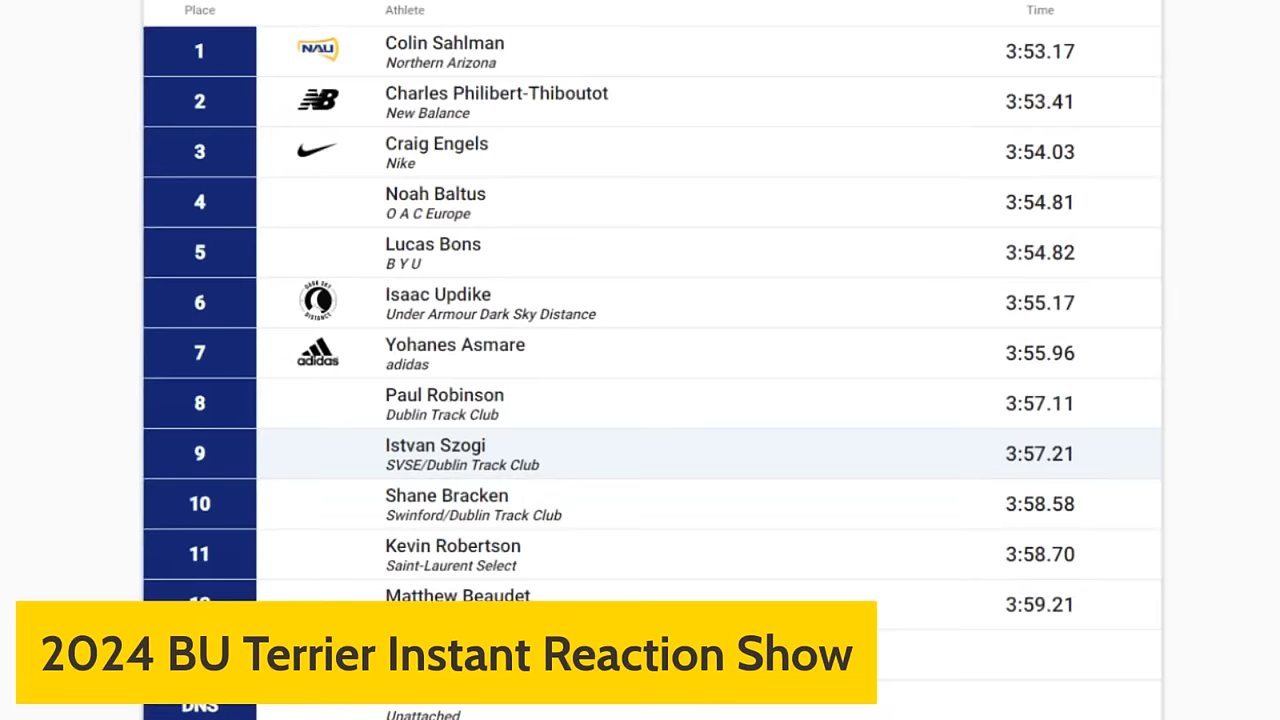 Place Athlete Time
1 NAU Colin Sahlman 3:53.17
Northern Arizona
2 NB Charles Philibert-Thiboutot 3:53.41
New Balance
3 Craig Engels 3:54.03
Nike
4 Noah Baltus 3:54.81
O A C Europe
5 Lucas Bons 3:54.82
B Y U
6 DARK SKY DISTANCE Isaac Updike 3:55.17
Under Armour Dark Sky Distance
7 adidas Yohanes Asmare 3:55.96
adidas
8 Paul Robinson 3:57.11
Dublin Track Club
9 Istvan Szogi 3:57.21
SVSE/Dublin Track Club
10 Shane Bracken 3:58.58
Swinford/Dublin Track Club
11 Kevin Robertson 3:58.70
Saint-Laurent Select
12 Matthew Beaudet 3:59.21
2024 BU Terrier Instant Reaction Show
DNS
Unattached